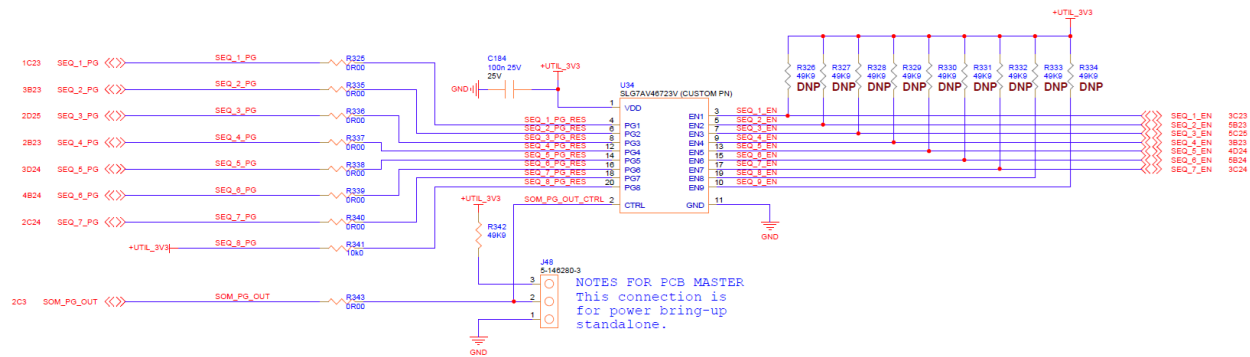 +UTIL_3V3
1C23 SEQ_1_PG SEQ_1_PG R325 0R00
3B23 SEQ_2_PG SEQ_2_PG R335 0R00
2D25 SEQ_3_PG SEQ_3_PG R336 0R00
2B23 SEQ_4_PG SEQ_4_PG R337 0R00
3D24 SEQ_5_PG SEQ_5_PG R338 0R00
4B24 SEQ_6_PG SEQ_6_PG R339 0R00
2C24 SEQ_7_PG SEQ_7_PG R340 0R00
+UTIL_3V3 SEQ_8_PG R341 10k0
2C3 SOM_PG_OUT SOM_PG_OUT R343 0R00
C184
100n 25V
25V
GND
+UTIL_3V3
U34
SLG7AV46723V (CUSTOM PN)
1 VDD
SEQ_1_PG_RES 4 PG1
SEQ_2_PG_RES 6 PG2
SEQ_3_PG_RES 8 PG3
SEQ_4_PG_RES 12 PG4
SEQ_5_PG_RES 14 PG5
SEQ_6_PG_RES 16 PG6
SEQ_7_PG_RES 18 PG7
SEQ_8_PG_RES 20 PG8
SOM_PG_OUT_CTRL 2 CTRL
EN1 3 SEQ_1_EN
EN2 5 SEQ_2_EN
EN3 7 SEQ_3_EN
EN4 9 SEQ_4_EN
EN5 13 SEQ_5_EN
EN6 15 SEQ_6_EN
EN7 17 SEQ_7_EN
EN8 19 SEQ_8_EN
EN9 10 SEQ_9_EN
GND 11
GND
R326 49K9 DNP
R327 49K9 DNP
R328 49K9 DNP
R329 49K9 DNP
R330 49K9 DNP
R331 49K9 DNP
R332 49K9 DNP
R333 49K9 DNP
R334 49K9 DNP
SEQ_1_EN 3C23
SEQ_2_EN 5B23
SEQ_3_EN 5C25
SEQ_4_EN 3B23
SEQ_5_EN 4D24
SEQ_6_EN 5B24
SEQ_7_EN 3C24
+UTIL_3V3
R342
49K9
J48
5-146280-3
3
2
1
GND
NOTES FOR PCB MASTER
This connection is
for power bring-up
standalone.